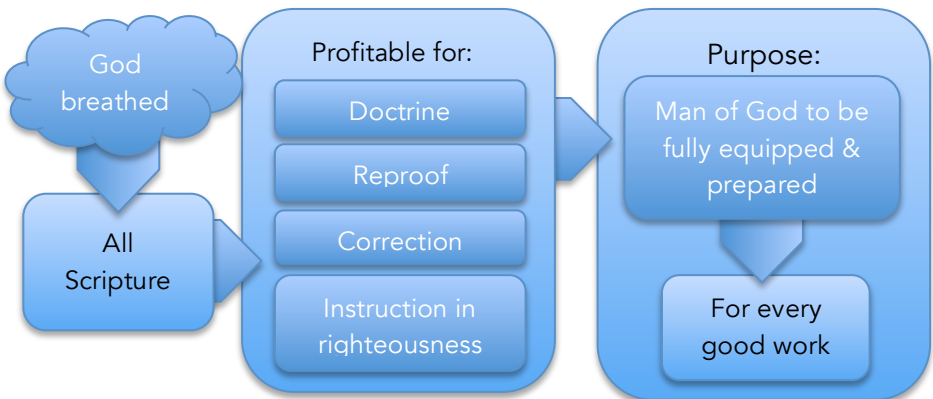 God
breathed
All
Scripture
Profitable for:
Doctrine
Reproof
Correction
Instruction in
righteousness
Purpose:
Man of God to be
fully equipped &
prepared
For every
good work